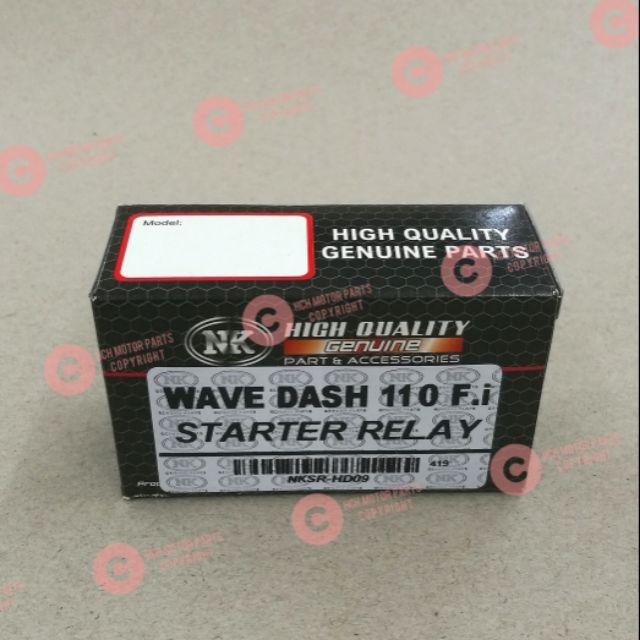 Model:
HIGH QUALITY
GENUINE PARTS
NK
HIGH QUALITY
GENUINE
PART & ACCESSORIES
WAVE DASH 110 F.i
STARTER RELAY
419
NKSR-HD09
HCH MOTOR PARTS
COPYRIGHT